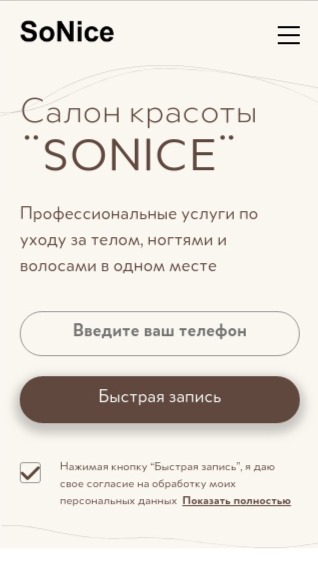 SoNice
Салон красоты
¨SONICE¨
Профессиональные услуги по
уходу за телом, ногтями и
волосами в одном месте
Введите ваш телефон
Быстрая запись
Нажимая кнопку “Быстрая запись”, я даю
свое согласие на обработку моих
персональных данных Показать полностью